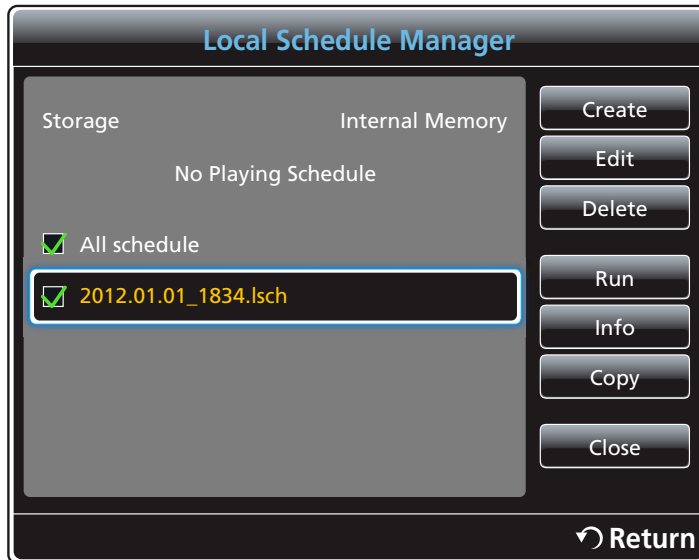 Local Schedule Manager
Storage Internal Memory
No Playing Schedule
All schedule
2012.01.01_1834.lsch
Create
Edit
Delete
Run
Info
Copy
Close
Return